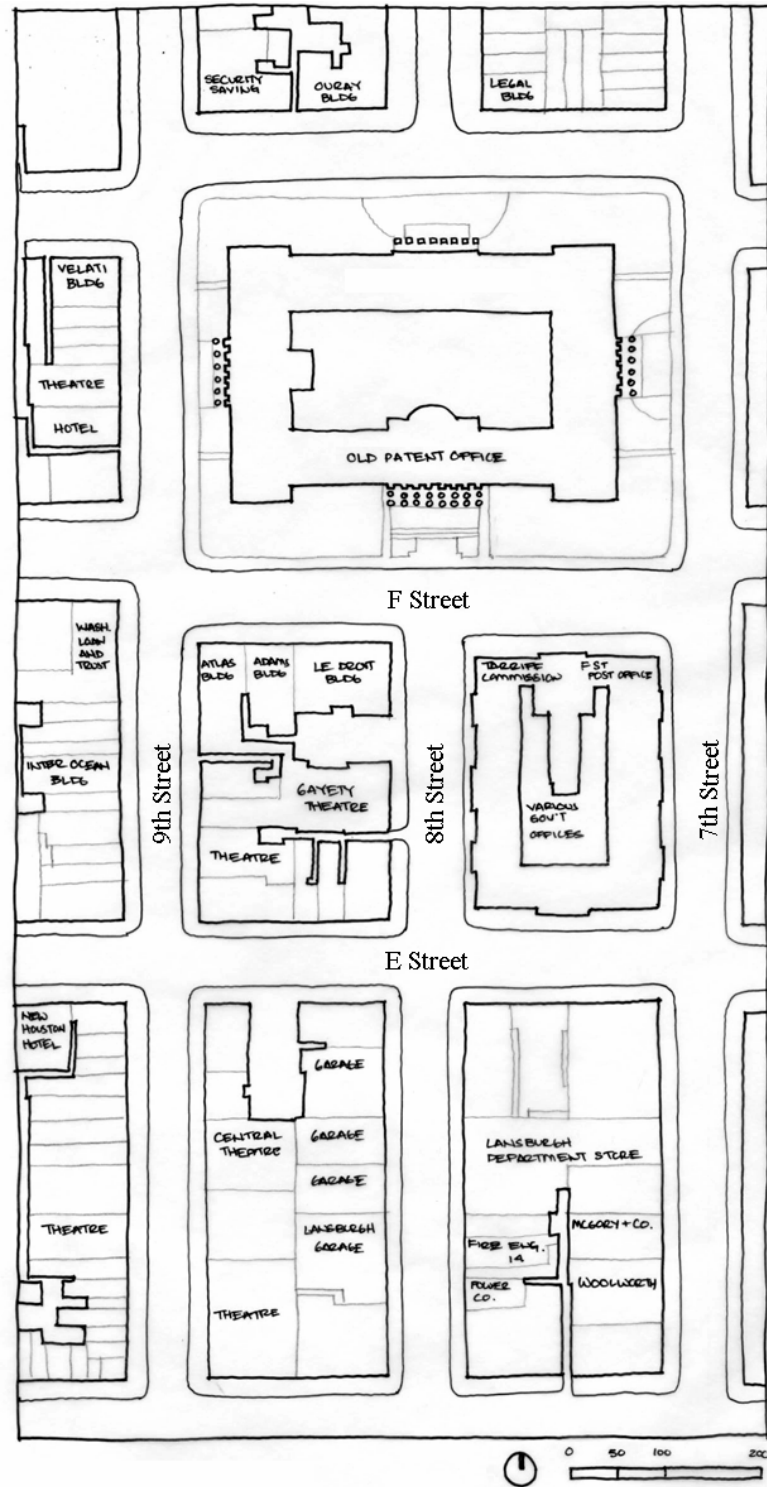 SECURITY
SAVING
OURAY
BLDG
LEGAL
BLDG
VELATI
BLDG
THEATRE
HOTEL
OLD PATENT OFFICE
F Street
WASH.
LOAN
AND
TRUST
ATLAS
BLDG
ADAMS
BLDG
LE DROIT
BLDG
TARRIFF
COMMISSION
F ST
POST OFFICE
INTER OCEAN
BLDG
9th Street
GAYETY
THEATRE
THEATRE
8th Street
VARIOUS
GOV'T
OFFICES
7th Street
E Street
NEW
HOUSTON
HOTEL
GARAGE
CENTRAL
THEATRE
GARAGE
GARAGE
LANSBURGH
GARAGE
LANSBURGH
DEPARTMENT STORE
THEATRE
FIRE ENG.
14
MCGORY + CO.
POWER
CO.
WOOLWORTH
THEATRE
0 50 100 200